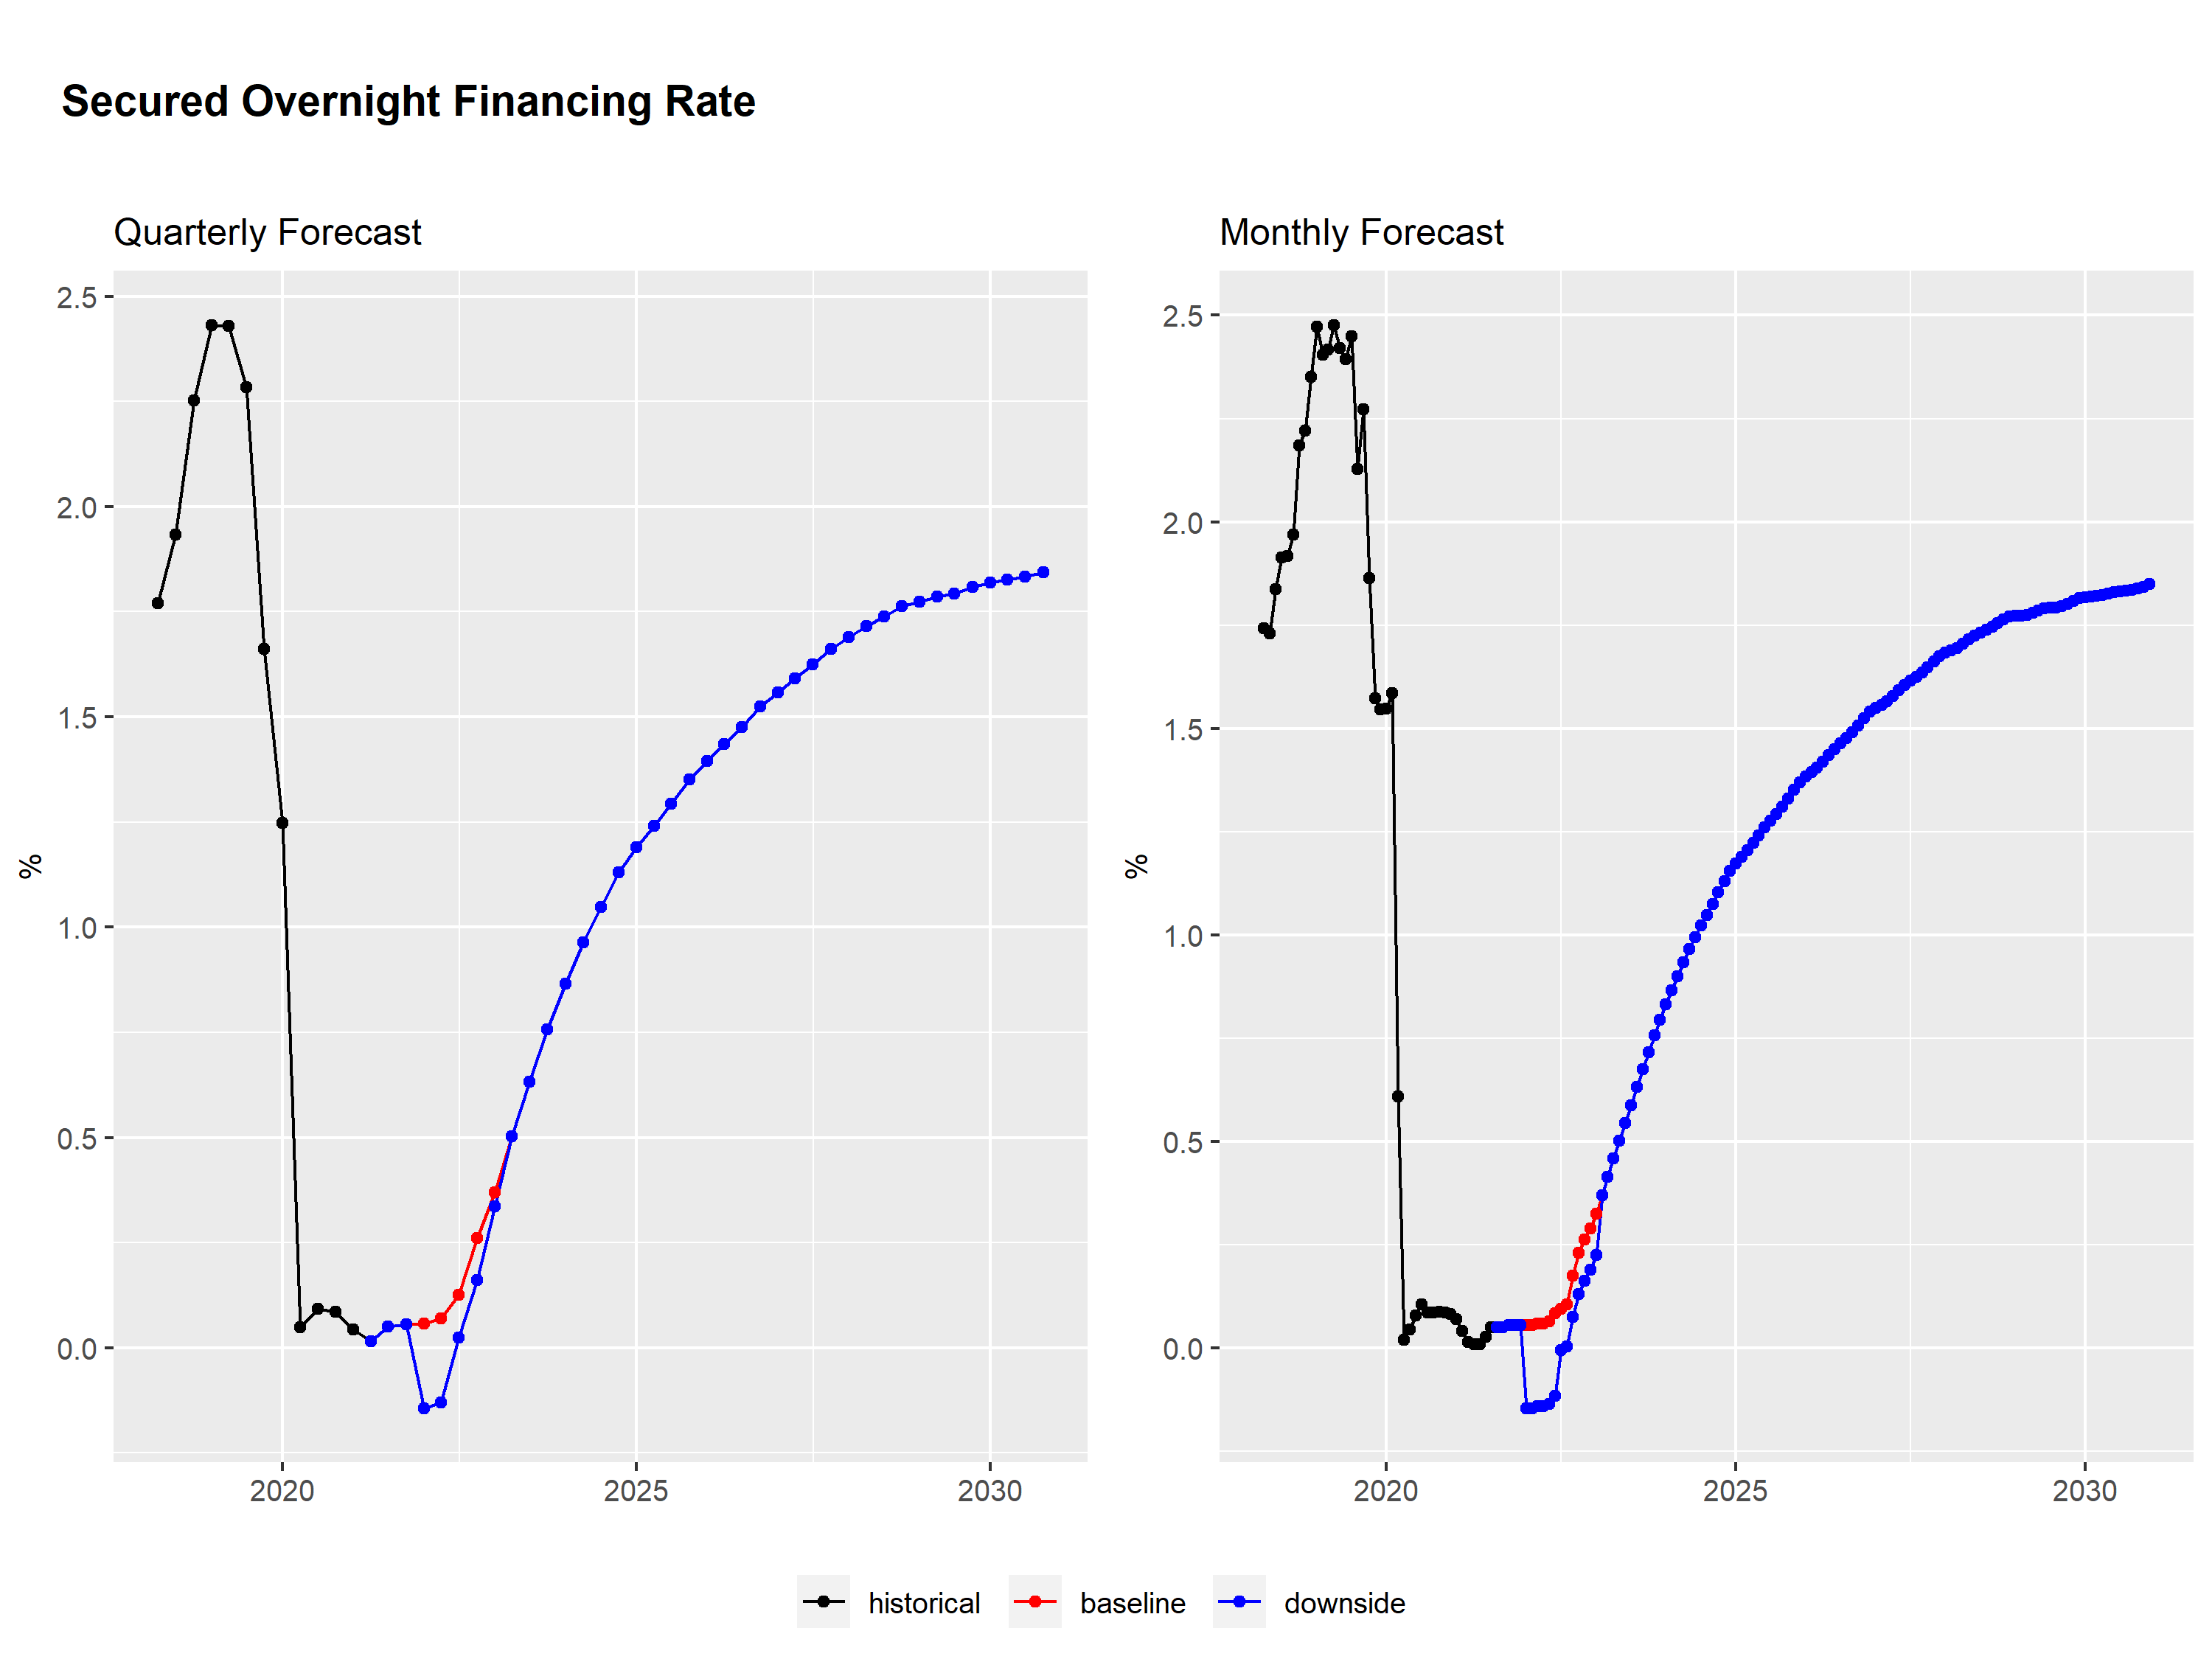 Secured Overnight Financing Rate
Quarterly Forecast
2.5
2.0
1.5
1.0
0.5
0.0
%
2020 2025 2030
Monthly Forecast
2.5
2.0
1.5
1.0
0.5
0.0
%
2020 2025 2030
historical baseline downside